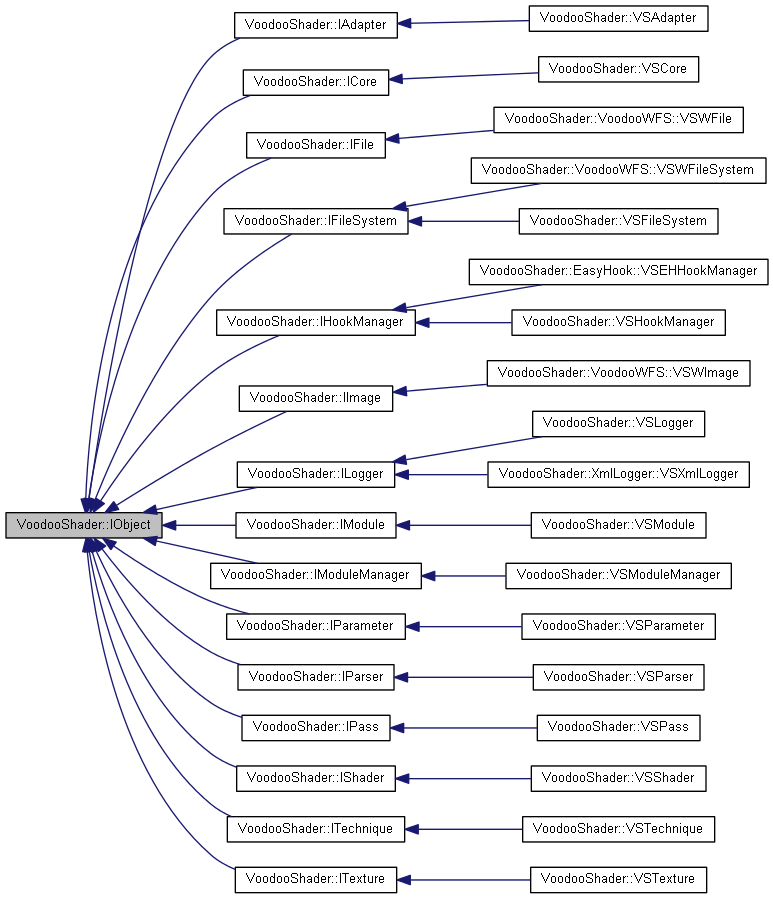 VoodooShader::IAdapter
VoodooShader::VSAdapter
VoodooShader::ICore
VoodooShader::VSCore
VoodooShader::IFile
VoodooShader::VoodooWFS::VSWFile
VoodooShader::IFileSystem
VoodooShader::VoodooWFS::VSWFileSystem
VoodooShader::VSFileSystem
VoodooShader::IHookManager
VoodooShader::EasyHook::VSEHHookManager
VoodooShader::VSHookManager
VoodooShader::IImage
VoodooShader::VoodooWFS::VSWImage
VoodooShader::ILogger
VoodooShader::VSLogger
VoodooShader::XmlLogger::VSXmlLogger
VoodooShader::IObject
VoodooShader::IModule
VoodooShader::VSModule
VoodooShader::IModuleManager
VoodooShader::VSModuleManager
VoodooShader::IParameter
VoodooShader::VSParameter
VoodooShader::IParser
VoodooShader::VSParser
VoodooShader::IPass
VoodooShader::VSPass
VoodooShader::IShader
VoodooShader::VSShader
VoodooShader::ITechnique
VoodooShader::VSTechnique
VoodooShader::ITexture
VoodooShader::VSTexture